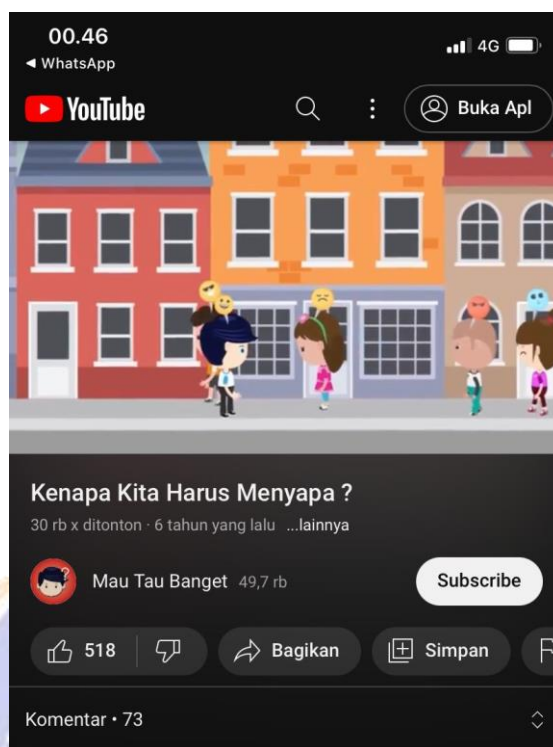 00.46
4G
◀ WhatsApp
YouTube
Buka Apl
Kenapa Kita Harus Menyapa ?
30 rb x ditonton · 6 tahun yang lalu ...lainnya
Mau Tau Banget 49,7 rb
Subscribe
518
Bagikan
Simpan
Komentar • 73